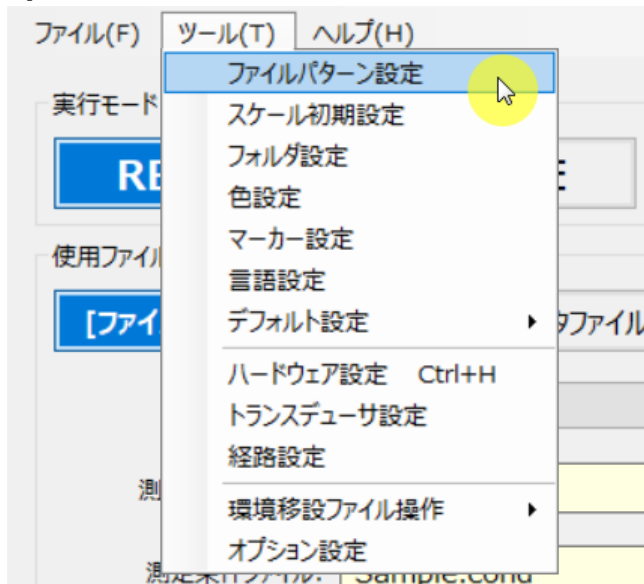 ファイル(F) ツール(T) ヘルプ(H)
ファイルパターン設定
実行モード
スケール初期設定
フォルダ設定
色設定
マーカー設定
使用ファイル
言語設定
デフォルト設定
ハードウェア設定 Ctrl+H
トランスデューサ設定
経路設定
環境移設ファイル操作
オプション設定
Sample.cond